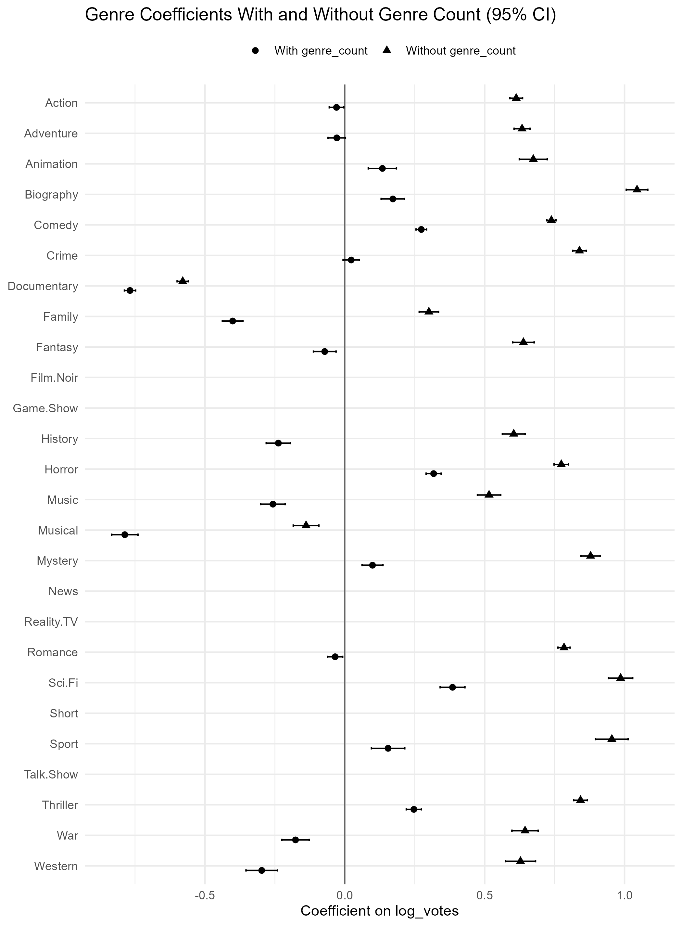 Genre Coefficients With and Without Genre Count (95% CI)
With genre_count Without genre_count
Action
Adventure
Animation
Biography
Comedy
Crime
Documentary
Family
Fantasy
Film.Noir
Game.Show
History
Horror
Music
Musical
Mystery
News
Reality.TV
Romance
Sci.Fi
Short
Sport
Talk.Show
Thriller
War
Western
-0.5 0.0 0.5 1.0
Coefficient on log_votes